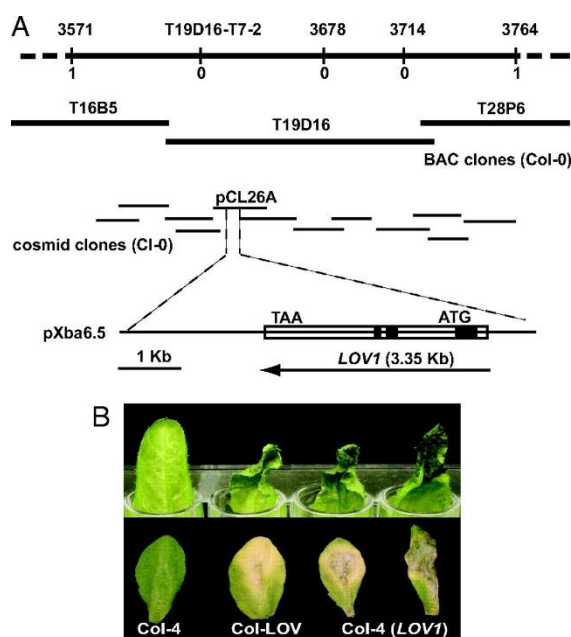 A
3571 T19D16-T7-2 3678 3714 3764
1 0 0 0 1
T16B5 T28P6
T19D16
BAC clones (Col-0)
pCL26A
cosmid clones (Cl-0)
TAA ATG
pXba6.5
1 Kb LOV1 (3.35 Kb)
B
Col-4 Col-LOV Col-4 (LOV1)